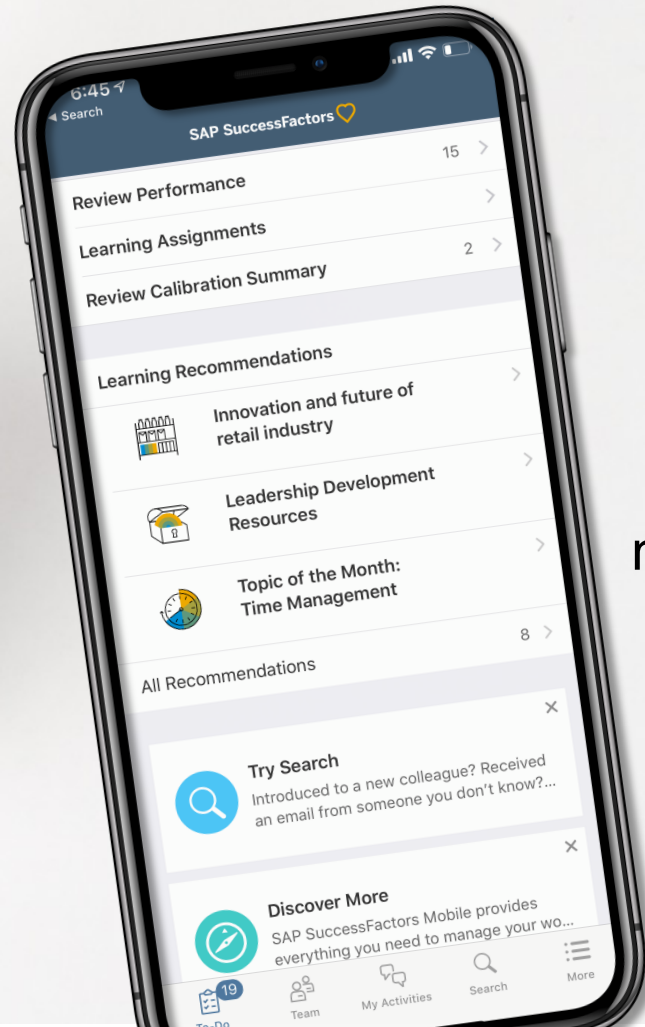 6:45
Search
SAP SuccessFactors
Review Performance 15
Learning Assignments
Review Calibration Summary 2
Learning Recommendations
Innovation and future of
retail industry
Leadership Development
Resources
Topic of the Month:
Time Management
All Recommendations 8
Try Search
Introduced to a new colleague? Received
an email from someone you don't know?...
Discover More
SAP SuccessFactors Mobile provides
everything you need to manage your wo...
19
To-Do
Team
My Activities
Search
More